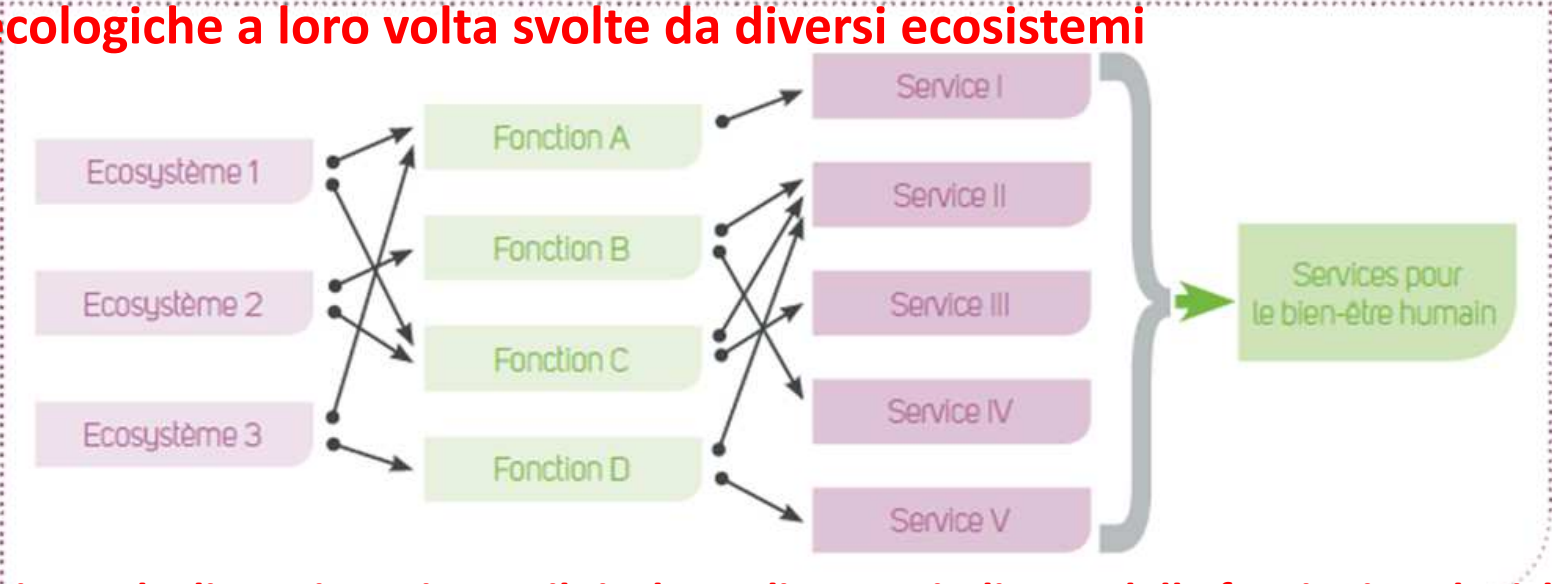 cologiche a loro volta svolte da diversi ecosistemi
Ecosystème 1
Ecosystème 2
Ecosystème 3
Fonction A
Fonction B
Fonction C
Fonction D
Service I
Service II
Service III
Service IV
Service V
Services pour
le bien-être humain